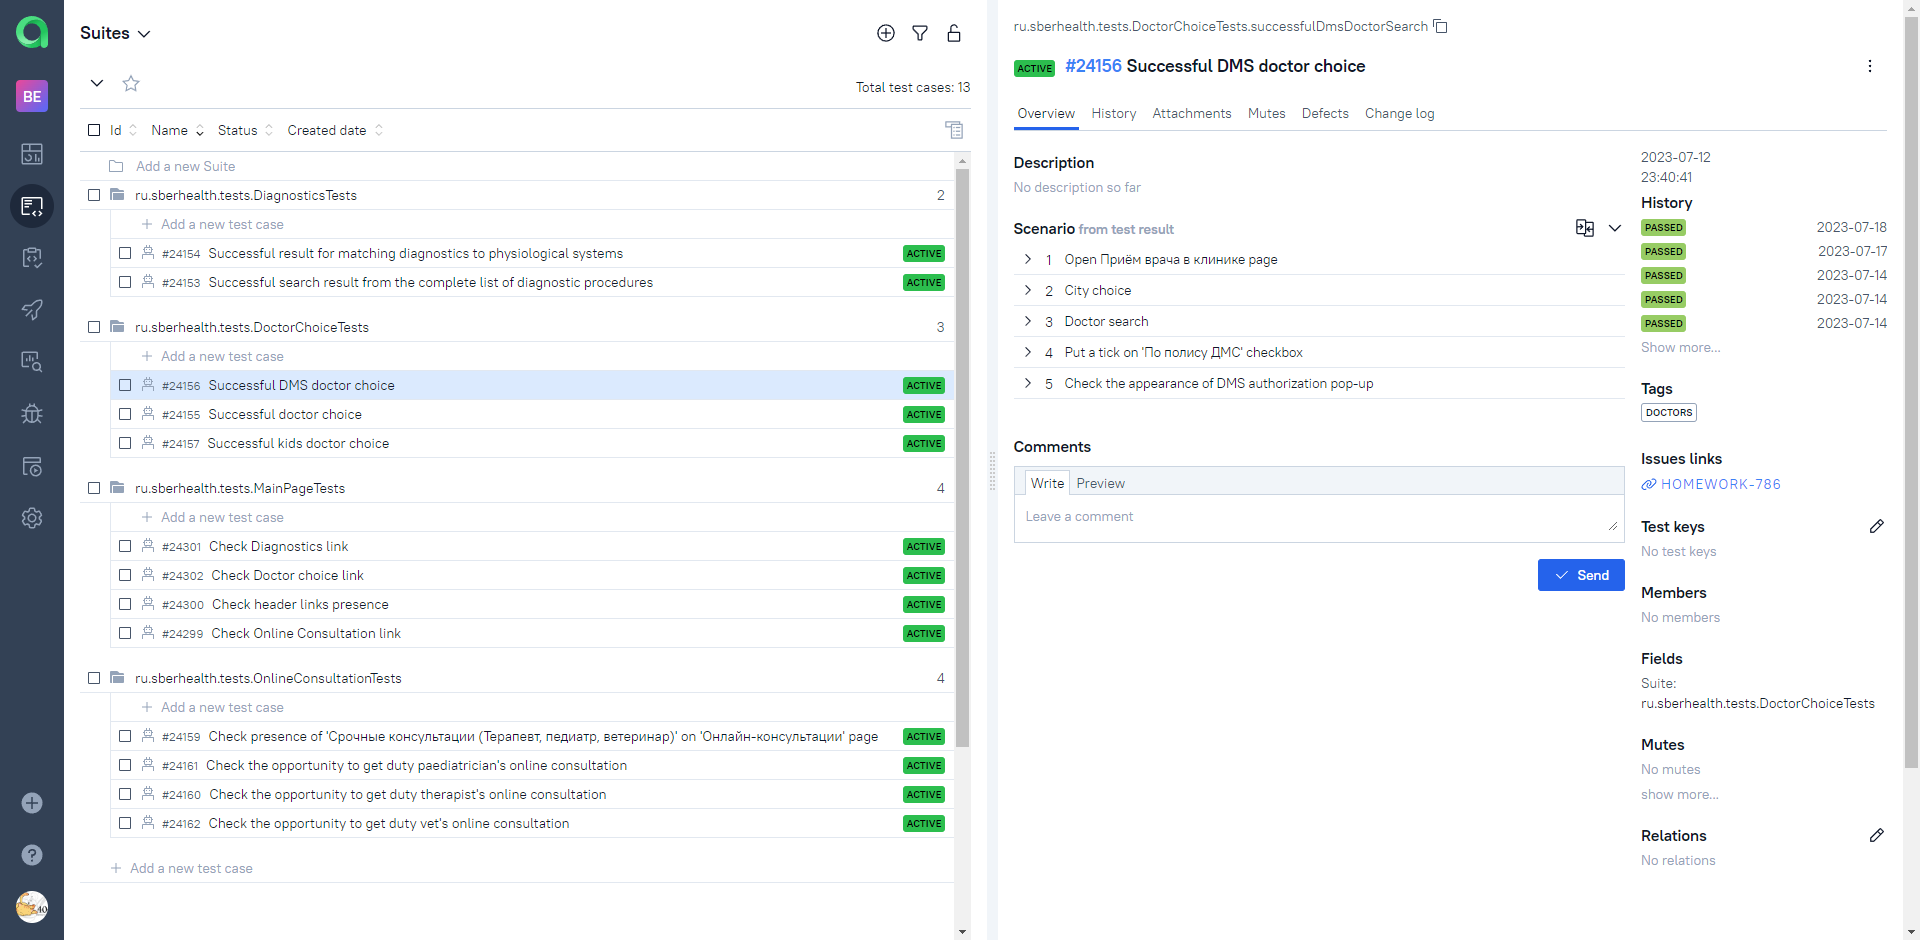 BE
Suites
Total test cases: 13
Id Name Status Created date
Add a new Suite
ru.sberhealth.tests.DiagnosticsTests 2
Add a new test case
#24154 Successful result for matching diagnostics to physiological systems ACTIVE
#24153 Successful search result from the complete list of diagnostic procedures ACTIVE
ru.sberhealth.tests.DoctorChoiceTests 3
Add a new test case
#24156 Successful DMS doctor choice ACTIVE
#24155 Successful doctor choice ACTIVE
#24157 Successful kids doctor choice ACTIVE
ru.sberhealth.tests.MainPageTests 4
Add a new test case
#24301 Check Diagnostics link ACTIVE
#24302 Check Doctor choice link ACTIVE
#24300 Check header links presence ACTIVE
#24299 Check Online Consultation link ACTIVE
ru.sberhealth.tests.OnlineConsultationTests 4
Add a new test case
#24159 Check presence of 'Срочные консультации (Терапевт, педиатр, ветеринар)' on 'Онлайн-консультации' page ACTIVE
#24161 Check the opportunity to get duty paediatrician's online consultation ACTIVE
#24160 Check the opportunity to get duty therapist's online consultation ACTIVE
#24162 Check the opportunity to get duty vet's online consultation ACTIVE
Add a new test case
ru.sberhealth.tests.DoctorChoiceTests.successfulDmsDoctorSearch
ACTIVE #24156 Successful DMS doctor choice
Overview History Attachments Mutes Defects Change log
Description
No description so far
Scenario from test result
1 Open Приём врача в клинике page
2 City choice
3 Doctor search
4 Put a tick on 'По полису ДМС' checkbox
5 Check the appearance of DMS authorization pop-up
Comments
Write Preview
Leave a comment
Send
2023-07-12
23:40:41
History
PASSED 2023-07-18
PASSED 2023-07-17
PASSED 2023-07-14
PASSED 2023-07-14
PASSED 2023-07-14
Show more...
Tags
DOCTORS
Issues links
HOMEWORK-786
Test keys
No test keys
Members
No members
Fields
Suite:
ru.sberhealth.tests.DoctorChoiceTests
Mutes
No mutes
show more...
Relations
No relations